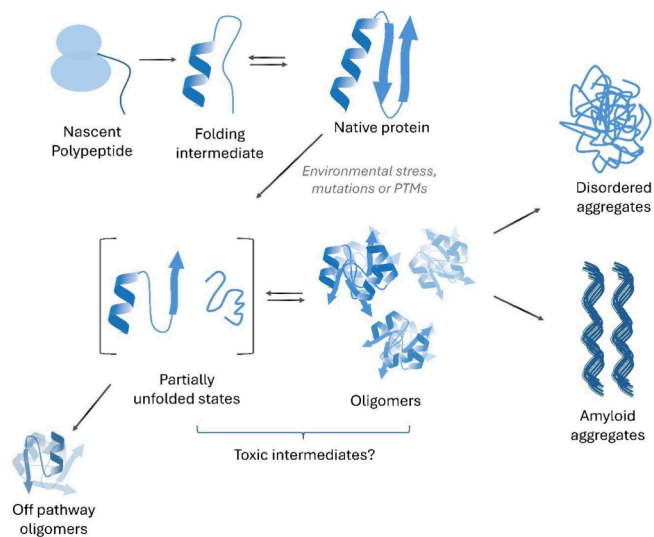 Nascent
Polypeptide
Folding
intermediate
Native protein
Environmental stress,
mutations or PTMs
Disordered
aggregates
Partially
unfolded states
Oligomers
Amyloid
aggregates
Toxic intermediates?
Off pathway
oligomers